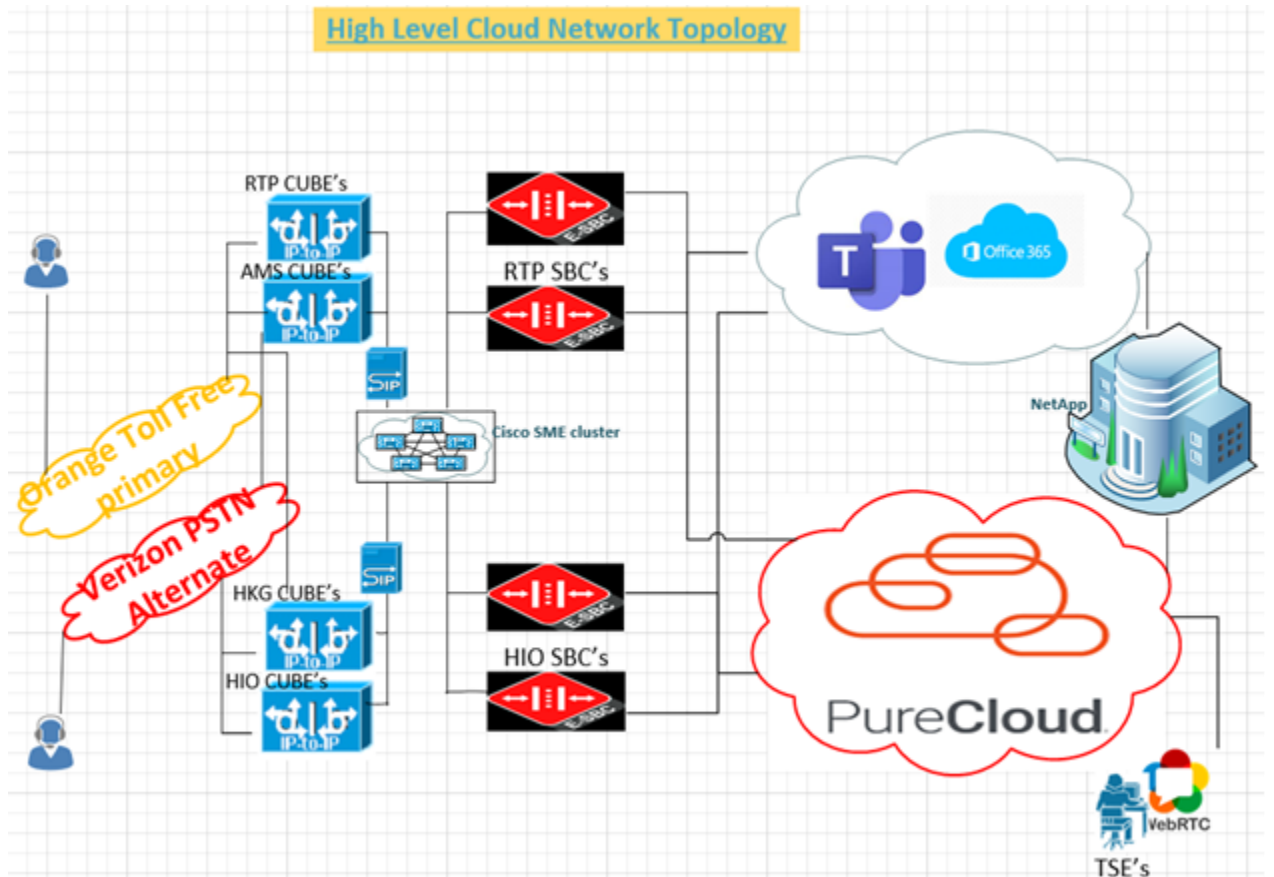 High Level Cloud Network Topology
RTP CUBE's
IP-to-IP
AMS CUBE's
IP-to-IP
SIP
Orange Toll Free
primary
Verizon PSTN
Alternate
Cisco SME cluster
SIP
HKG CUBE's
IP-to-IP
HIO CUBE's
IP-to-IP
E-SBC
RTP SBC's
E-SBC
E-SBC
HIO SBC's
E-SBC
T
Office 365
NetApp
PureCloud
WebRTC
TSE's